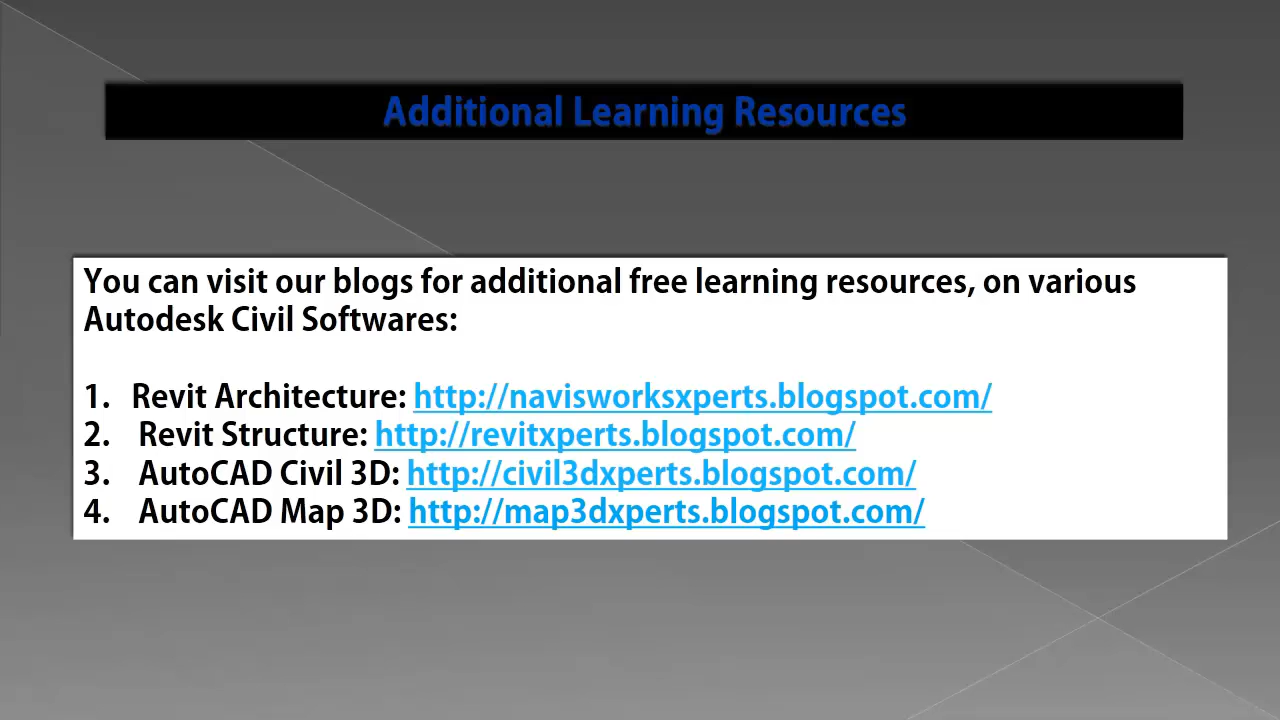 Additional Learning Resources
You can visit our blogs for additional free learning resources, on various
Autodesk Civil Softwares:
1. Revit Architecture: http://navisworksxperts.blogspot.com/
2. Revit Structure: http://revitxperts.blogspot.com/
3. AutoCAD Civil 3D: http://civil3dxperts.blogspot.com/
4. AutoCAD Map 3D: http://map3dxperts.blogspot.com/